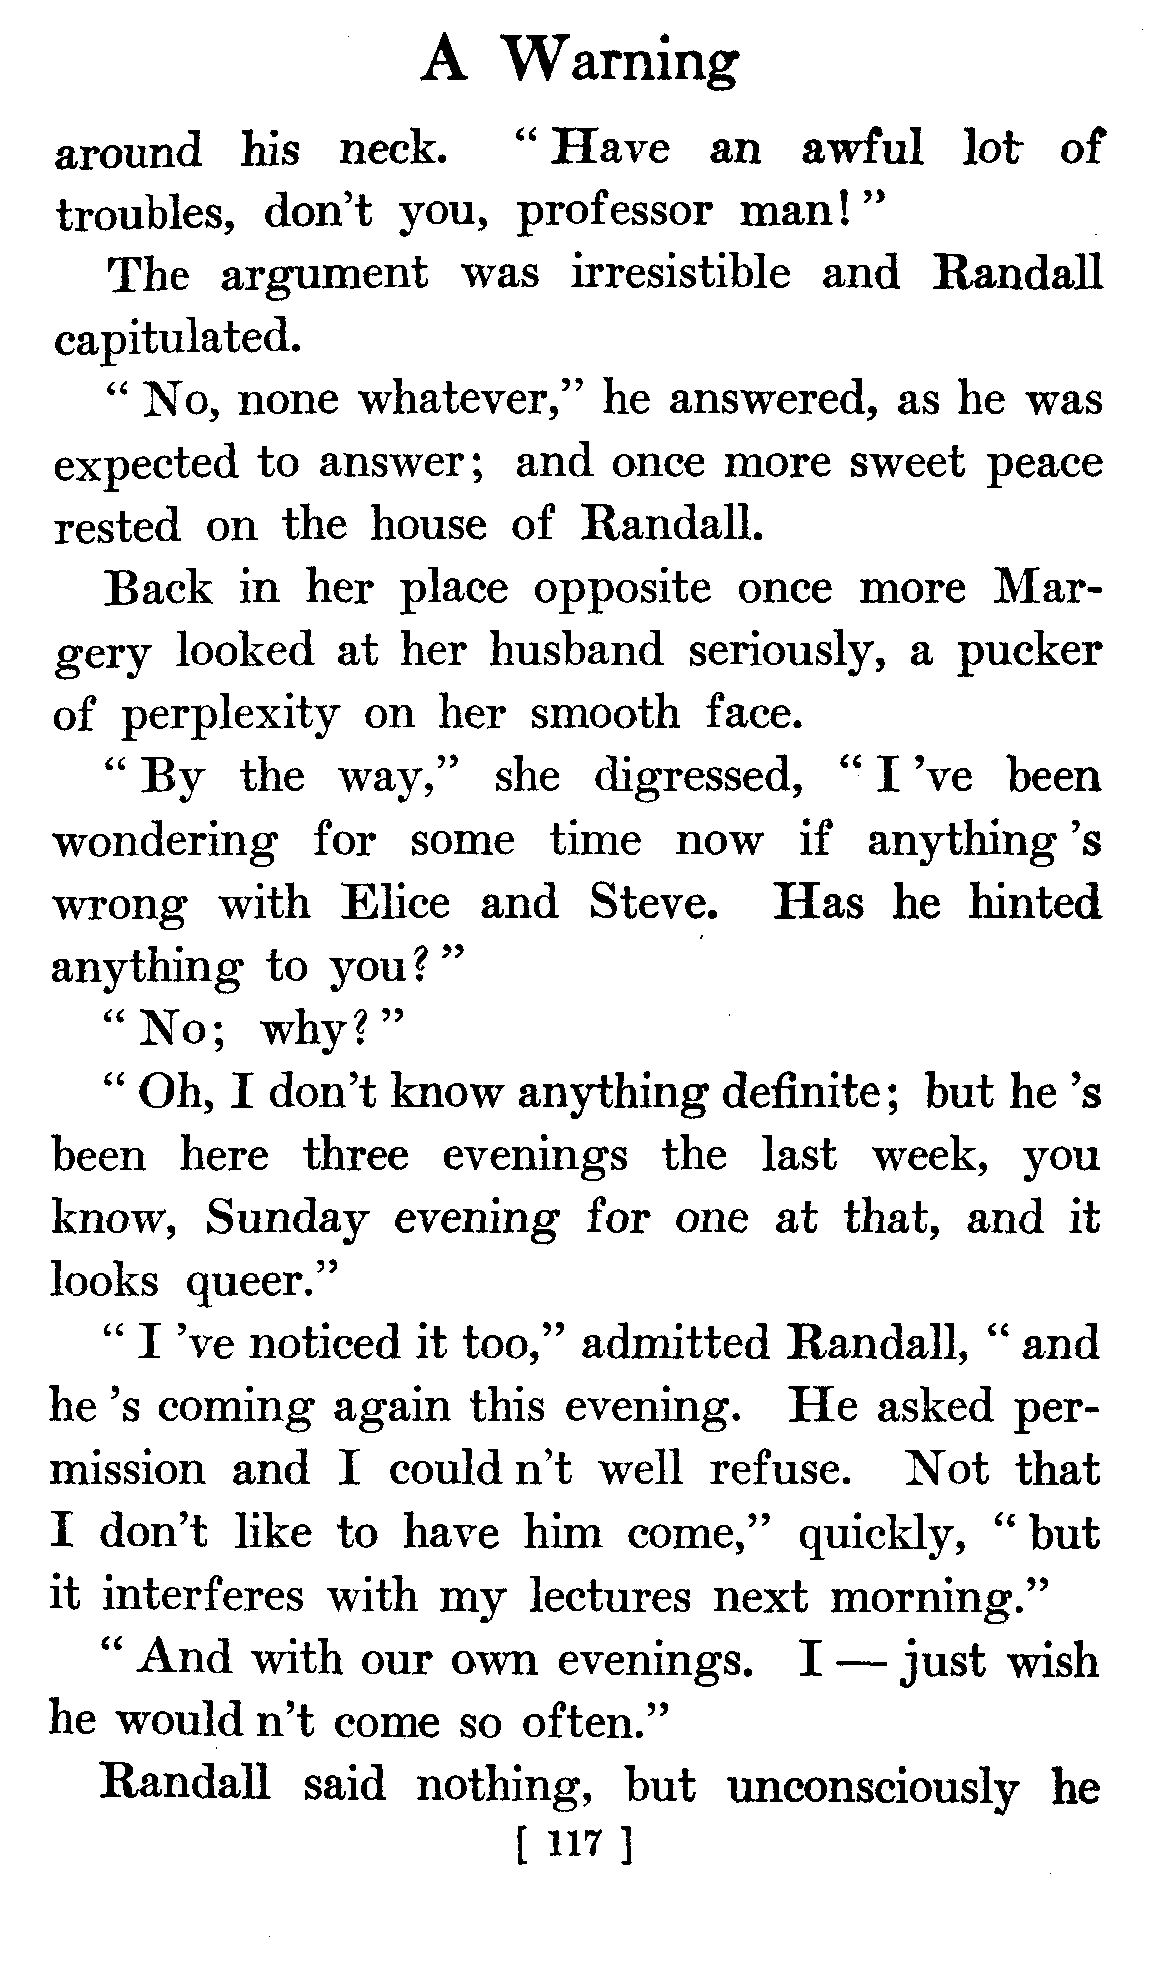 A Warning
around his neck. “Have an awful lot of
troubles, don't you, professor man!”
The argument was irresistible and Randall
capitulated.
“No, none whatever,” he answered, as he was
expected to answer; and once more sweet peace
rested on the house of Randall.
Back in her place opposite once more Mar-
gery looked at her husband seriously, a pucker
of perplexity on her smooth face.
“By the way,” she digressed, “I 've been
wondering for some time now if anything 's
wrong with Elice and Steve. Has he hinted
anything to you?”
“No; why?”
“Oh, I don't know anything definite; but he 's
been here three evenings the last week, you
know, Sunday evening for one at that, and it
looks queer.”
“I 've noticed it too,” admitted Randall, “and
he 's coming again this evening. He asked per-
mission and I could n't well refuse. Not that
I don't like to have him come,” quickly, “but
it interferes with my lectures next morning.”
“And with our own evenings. I — just wish
he would n't come so often.”
Randall said nothing, but unconsciously he
[ 117 ]